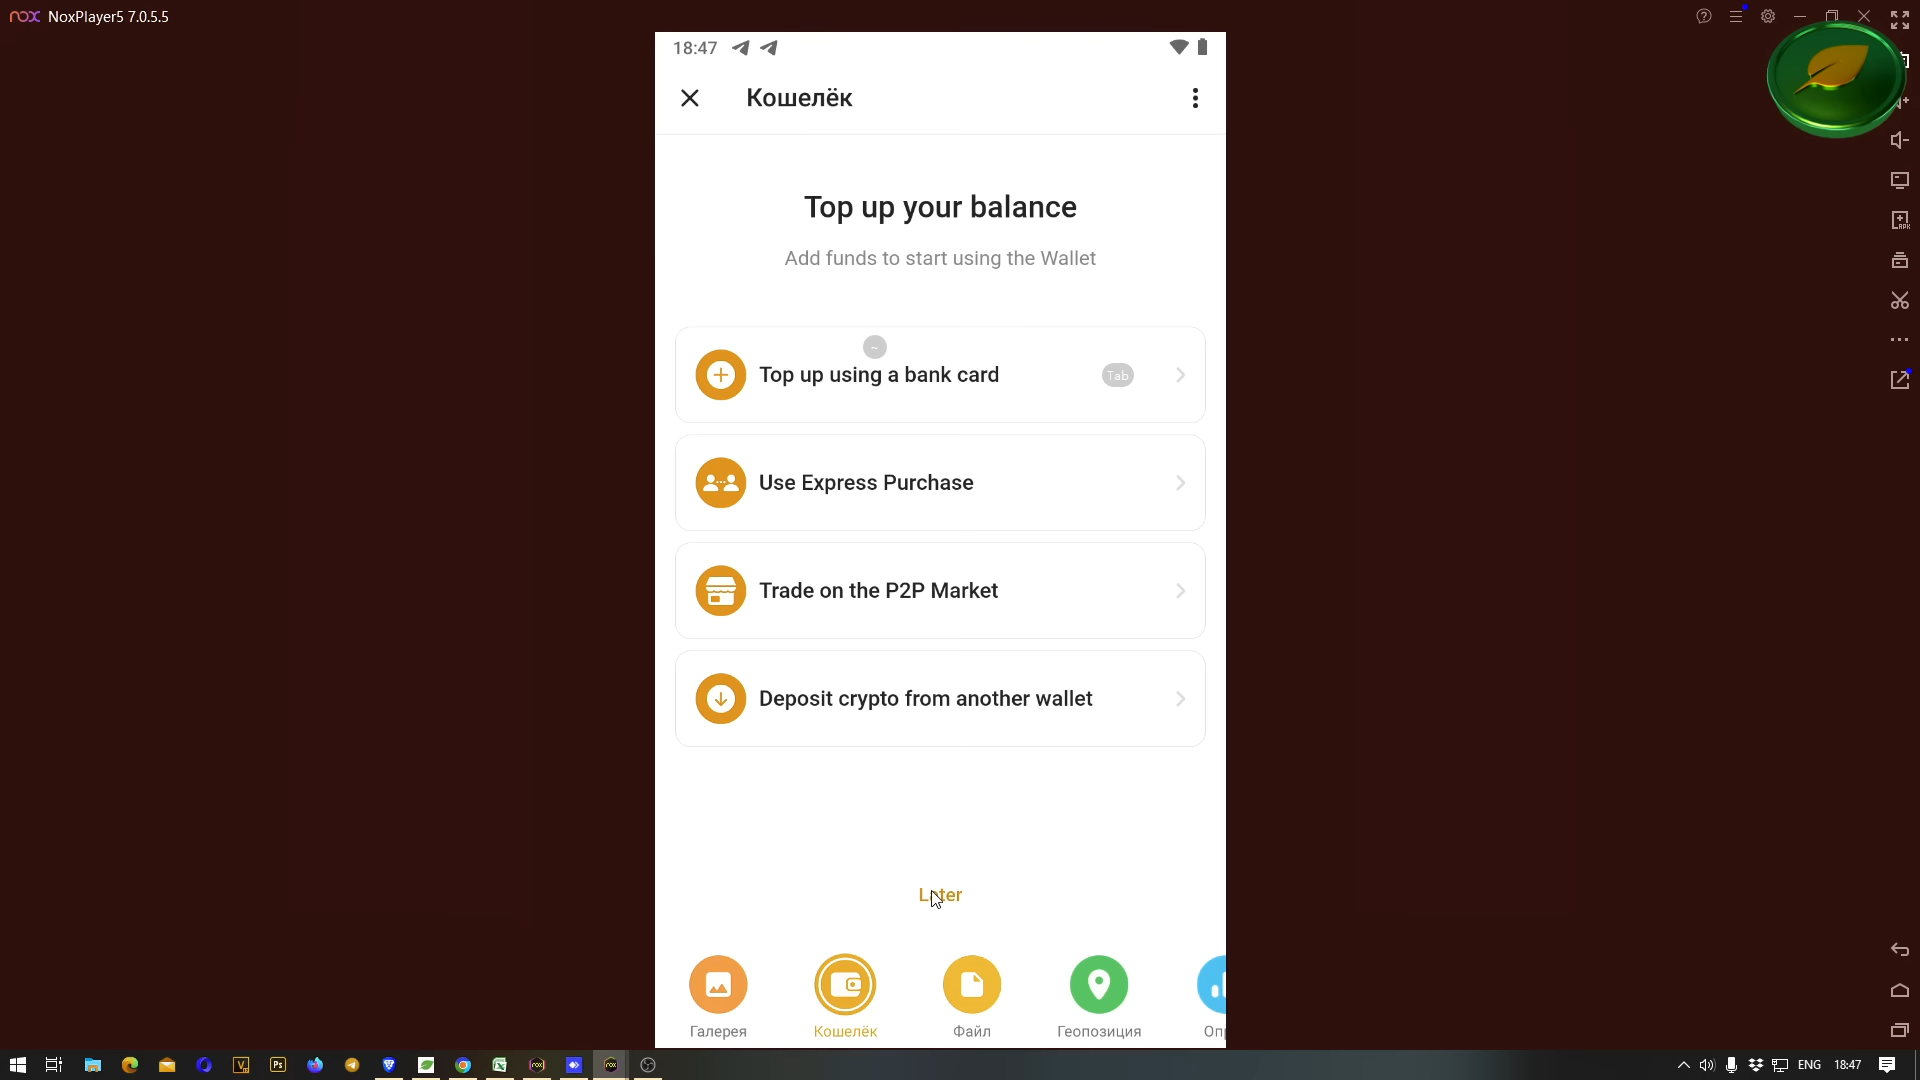 nox NoxPlayer5 7.0.5.5
18:47
Кошелёк
Top up your balance
Add funds to start using the Wallet
~
Top up using a bank card
Tab
Use Express Purchase
Trade on the P2P Market
Deposit crypto from another wallet
Later
Галерея
Кошелёк
Файл
Геопозиция
Ps
ENG
18:47